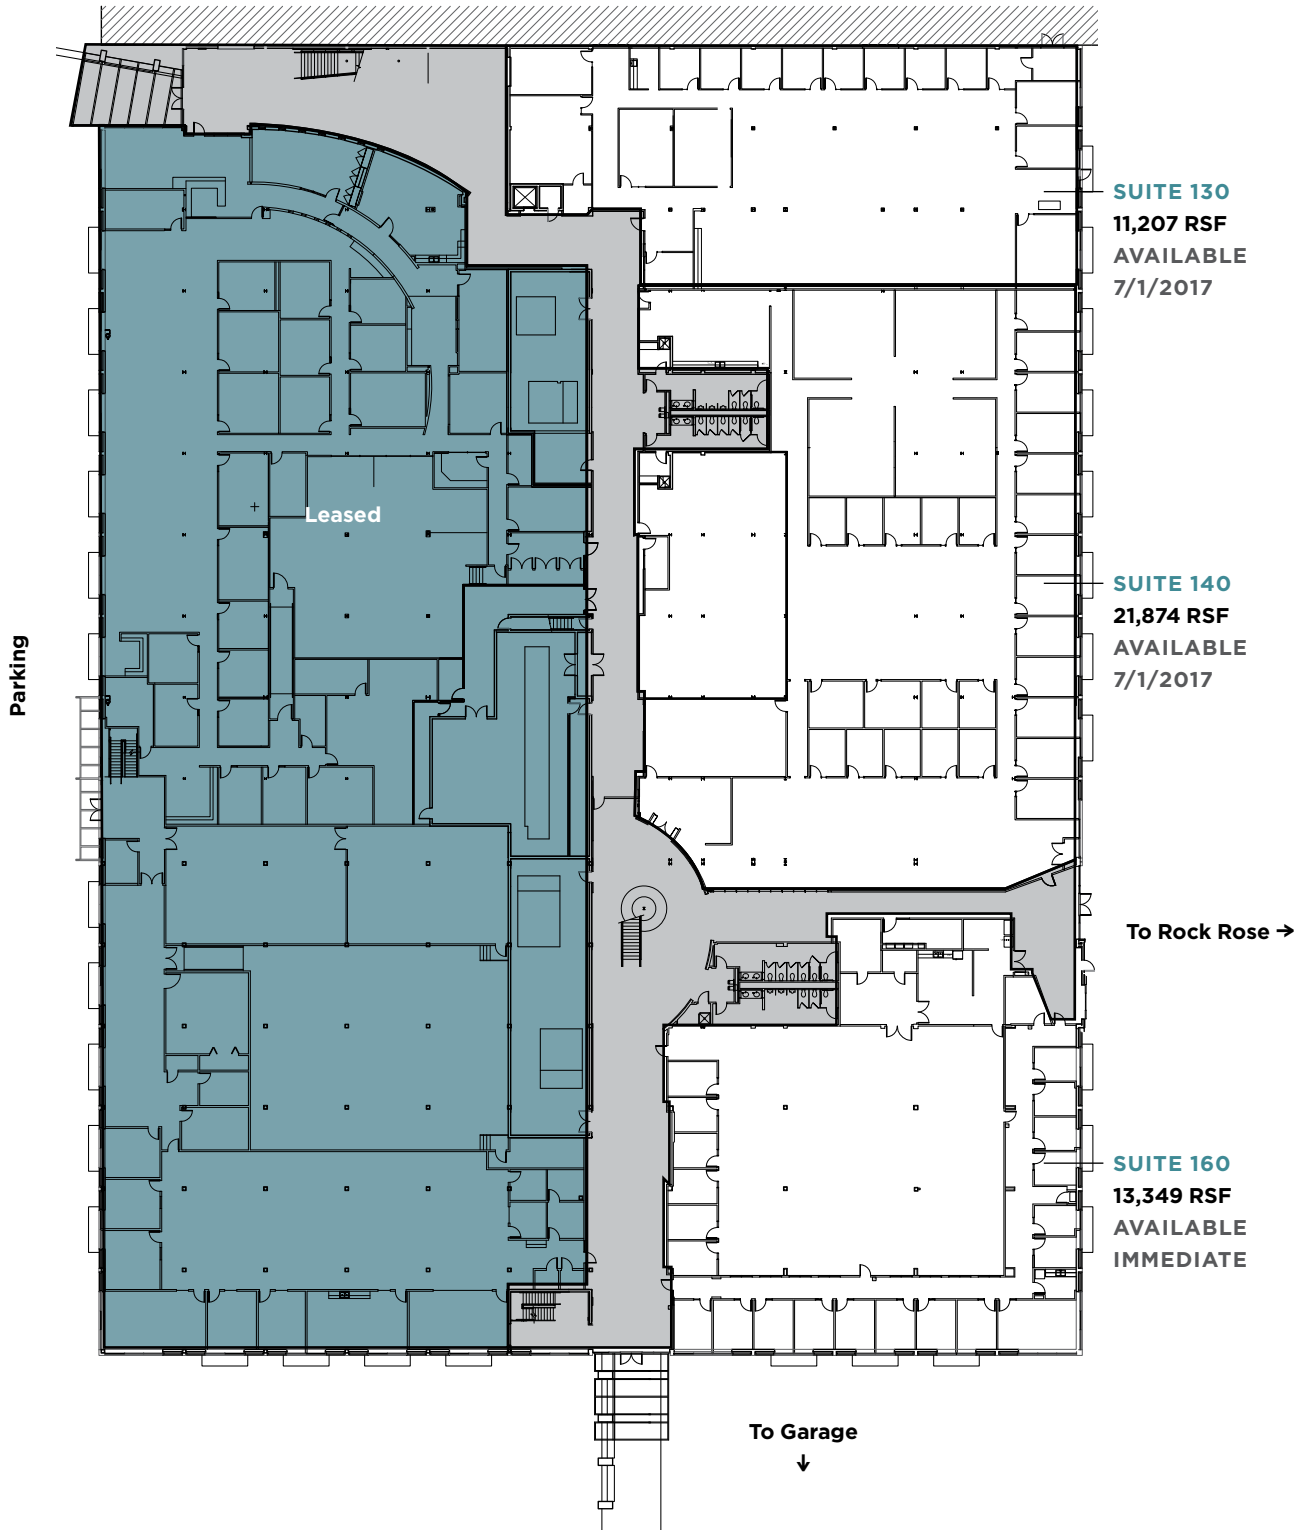 SUITE 130
11,207 RSF
AVAILABLE
7/1/2017
Leased
SUITE 140
21,874 RSF
AVAILABLE
7/1/2017
Parking
To Rock Rose →
SUITE 160
13,349 RSF
AVAILABLE
IMMEDIATE
To Garage
↓